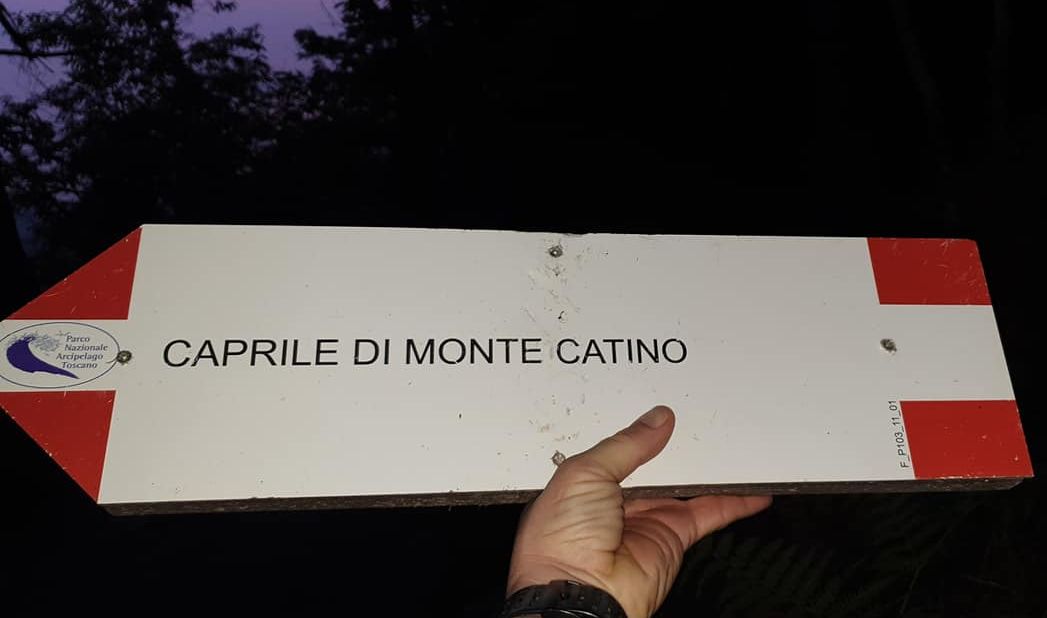 Parco
Nazionale
Arcipelago
Toscano
CAPRILE DI MONTE CATINO
F_P103_11_01